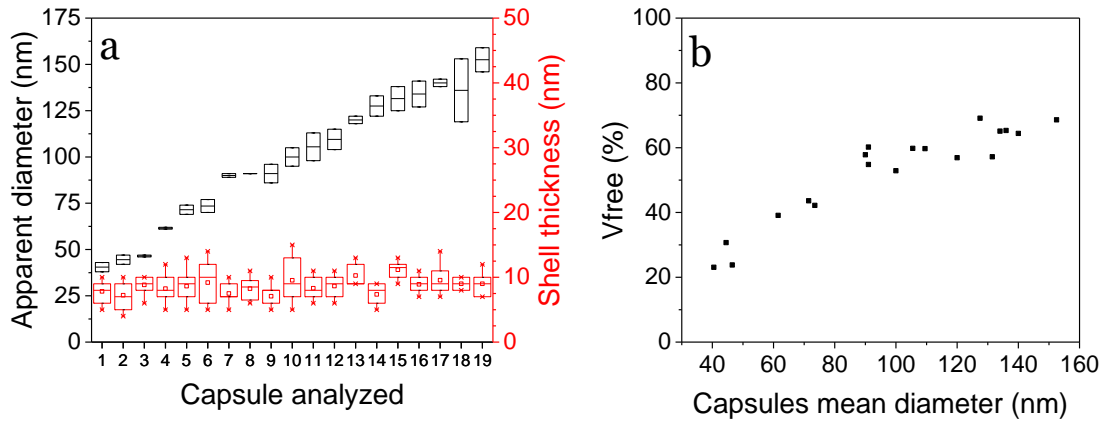 a
Apparent diameter (nm)
175
150
125
100
75
50
25
0
50
40
30
20
10
0
Shell thickness (nm)
1 2 3 4 5 6 7 8 9 10 11 12 13 14 15 16 17 18 19
Capsule analyzed
b
Vfree (%)
100
80
60
40
20
0
40 60 80 100 120 140 160
Capsules mean diameter (nm)